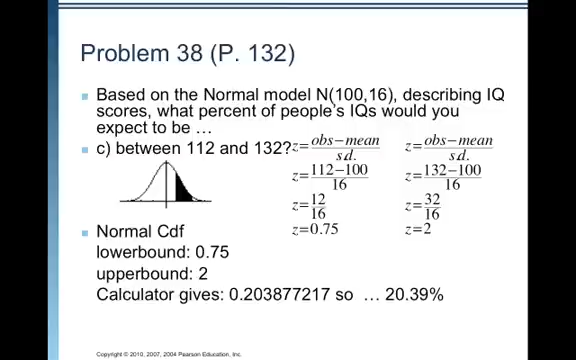 Problem 38 (P. 132)
Based on the Normal model N(100,16), describing IQ
scores, what percent of people's IQs would you
expect to be …
c) between 112 and 132?
z=obs−mean/s.d.
z=112−100/16
z=12/16
z=0.75
z=obs−mean/s.d.
z=132−100/16
z=32/16
z=2
Normal Cdf
lowerbound: 0.75
upperbound: 2
Calculator gives: 0.203877217 so … 20.39%
Copyright © 2010, 2007, 2004 Pearson Education, Inc.